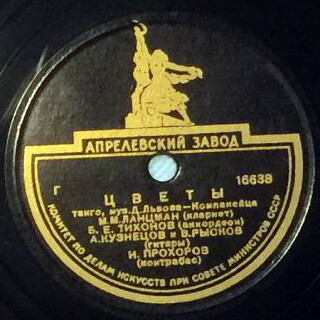 АПРЕЛЕВСКИЙ ЗАВОД
Г 16638
ЦВЕТЫ
танго, муз. Д. Львова-Компанейца
М. М. ЛАНЦМАН (кларнет)
Б. Е. ТИХОНОВ (аккордеон)
А. КУЗНЕЦОВ и В. РЫСКОВ
(гитары)
И. ПРОХОРОВ
(контрабас)
КОМИТЕТ ПО ДЕЛАМ ИСКУССТВ ПРИ СОВЕТЕ МИНИСТРОВ СССР